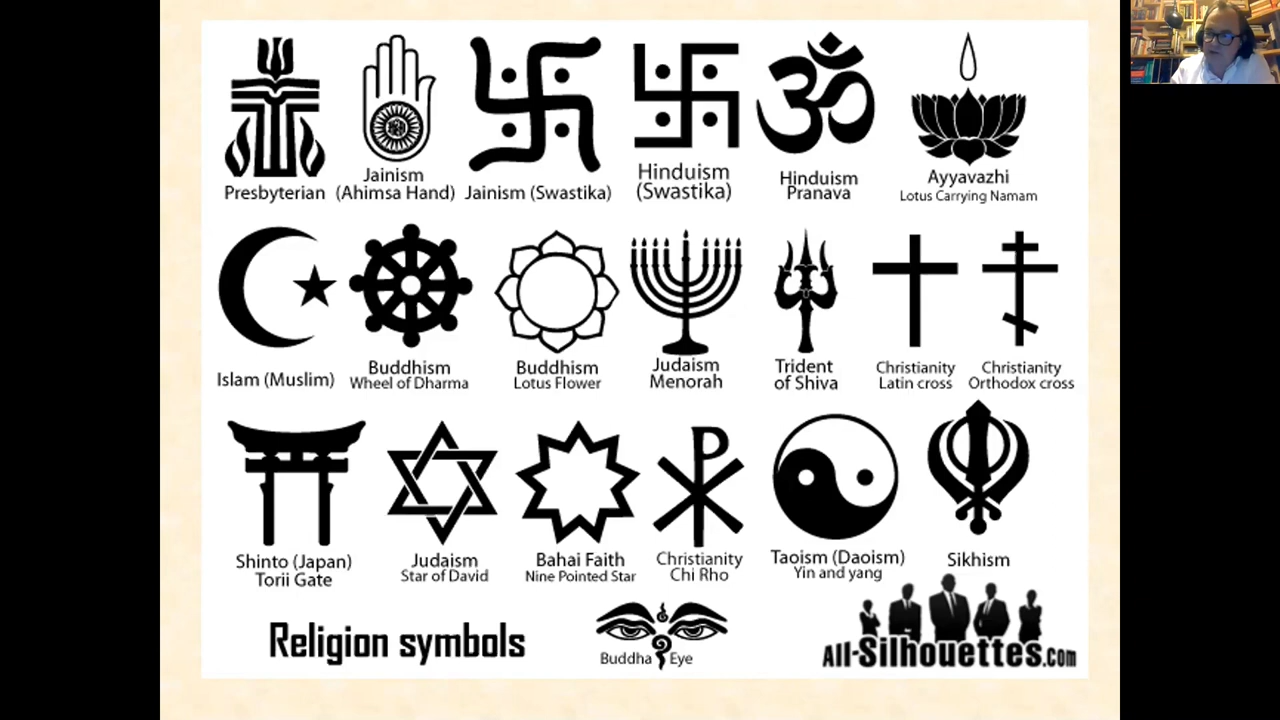 Presbyterian
Jainism
(Ahimsa Hand)
Jainism (Swastika)
Hinduism
(Swastika)
Hinduism
Pranava
Ayyavazhi
Lotus Carrying Namam
Islam (Muslim)
Buddhism
Wheel of Dharma
Buddhism
Lotus Flower
Judaism
Menorah
Trident
of Shiva
Christianity
Latin cross
Christianity
Orthodox cross
Shinto (Japan)
Torii Gate
Judaism
Star of David
Bahai Faith
Nine Pointed Star
Christianity
Chi Rho
Taoism (Daoism)
Yin and yang
Sikhism
Religion symbols
Buddha Eye
All-Silhouettes.com